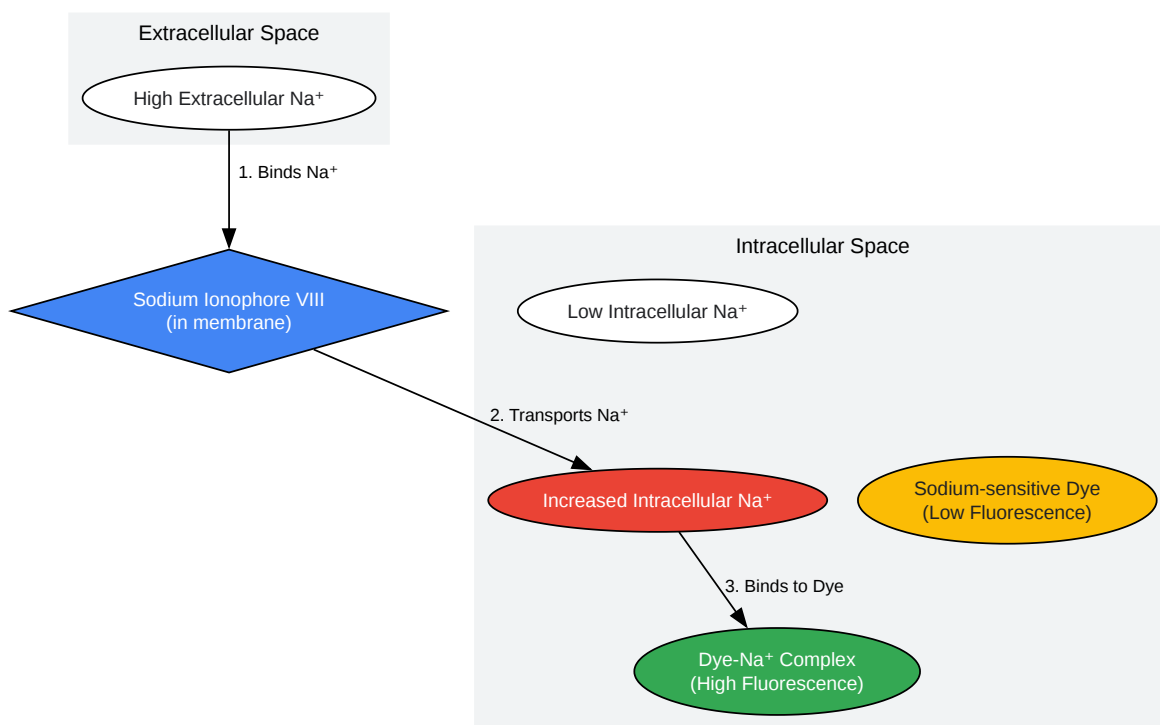 Extracellular Space
High Extracellular Na⁺
1. Binds Na⁺
Sodium Ionophore VIII
(in membrane)
Intracellular Space
Low Intracellular Na⁺
2. Transports Na⁺
Increased Intracellular Na⁺
Sodium-sensitive Dye
(Low Fluorescence)
3. Binds to Dye
Dye-Na⁺ Complex
(High Fluorescence)